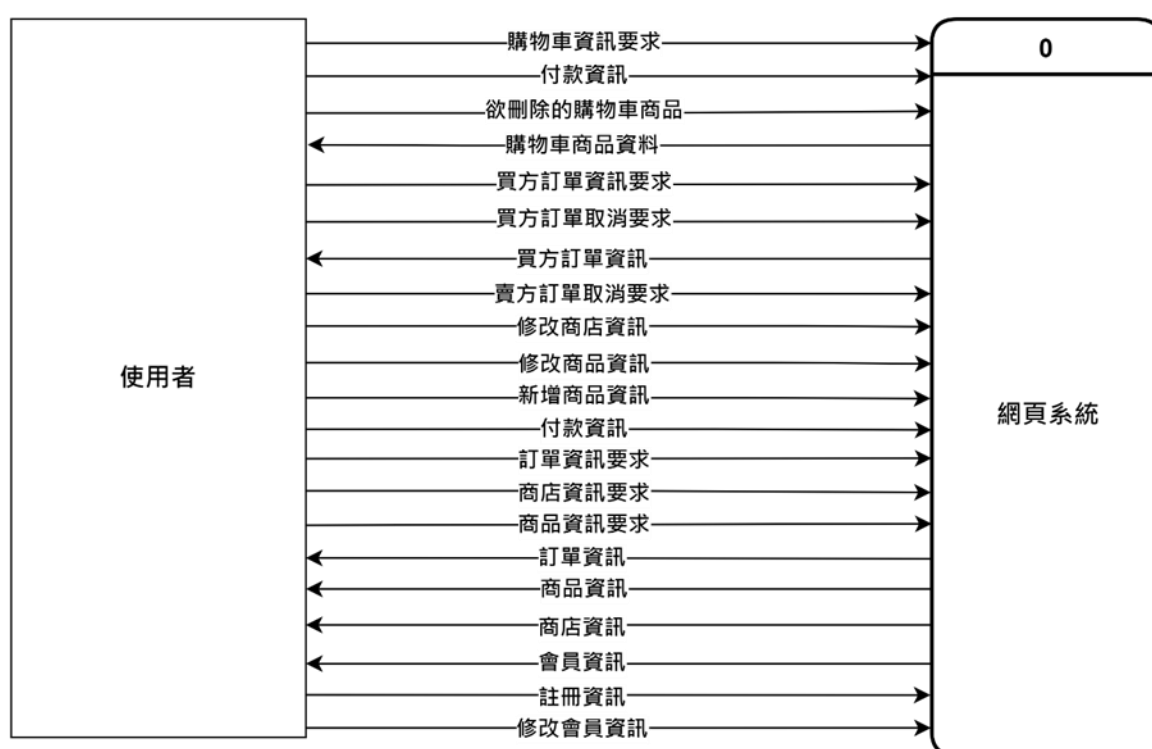 購物車資訊要求
0
付款資訊
欲刪除的購物車商品
購物車商品資料
買方訂單資訊要求
買方訂單取消要求
買方訂單資訊
賣方訂單取消要求
修改商店資訊
修改商品資訊
使用者
新增商品資訊
網頁系統
付款資訊
訂單資訊要求
商店資訊要求
商品資訊要求
訂單資訊
商品資訊
商店資訊
會員資訊
註冊資訊
修改會員資訊